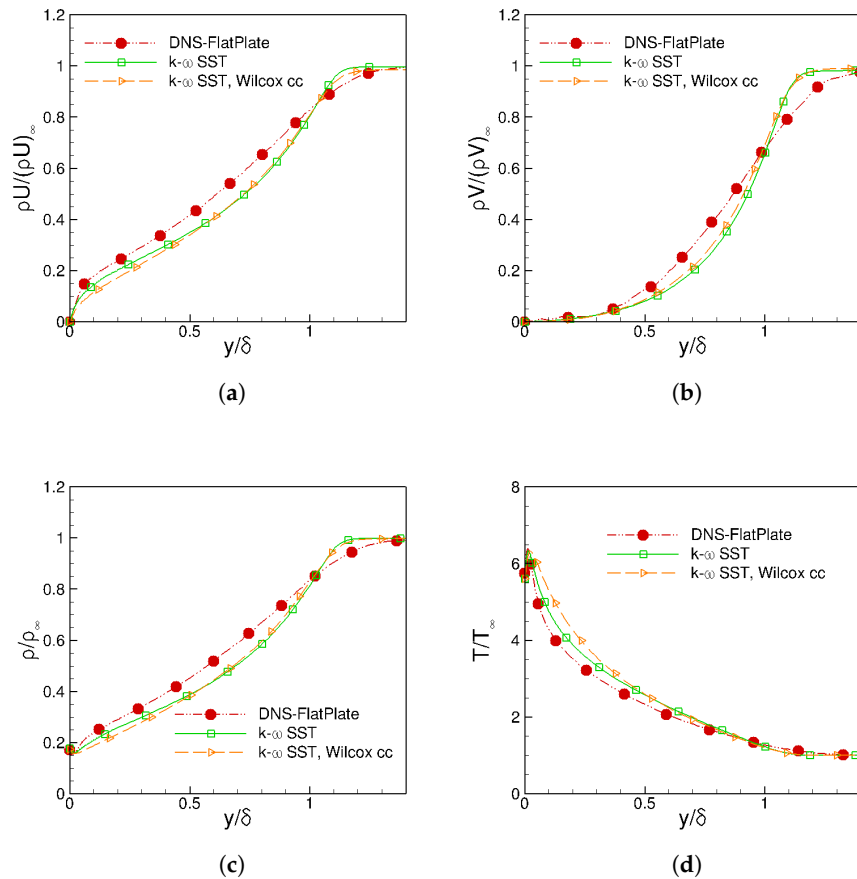 1.2
1
0.8
0.6
0.4
0.2
0
ρU/(ρU)∞
DNS-FlatPlate
k-ω SST
k-ω SST, Wilcox cc
0
0.5
1
y/δ
(a)
1.2
1
0.8
0.6
0.4
0.2
0
ρV/(ρV)∞
DNS-FlatPlate
k-ω SST
k-ω SST, Wilcox cc
0
0.5
1
y/δ
(b)
1.2
1
0.8
0.6
0.4
0.2
0
ρ/ρ∞
DNS-FlatPlate
k-ω SST
k-ω SST, Wilcox cc
0
0.5
1
y/δ
(c)
8
6
4
2
0
T/T∞
DNS-FlatPlate
k-ω SST
k-ω SST, Wilcox cc
0
0.5
1
y/δ
(d)